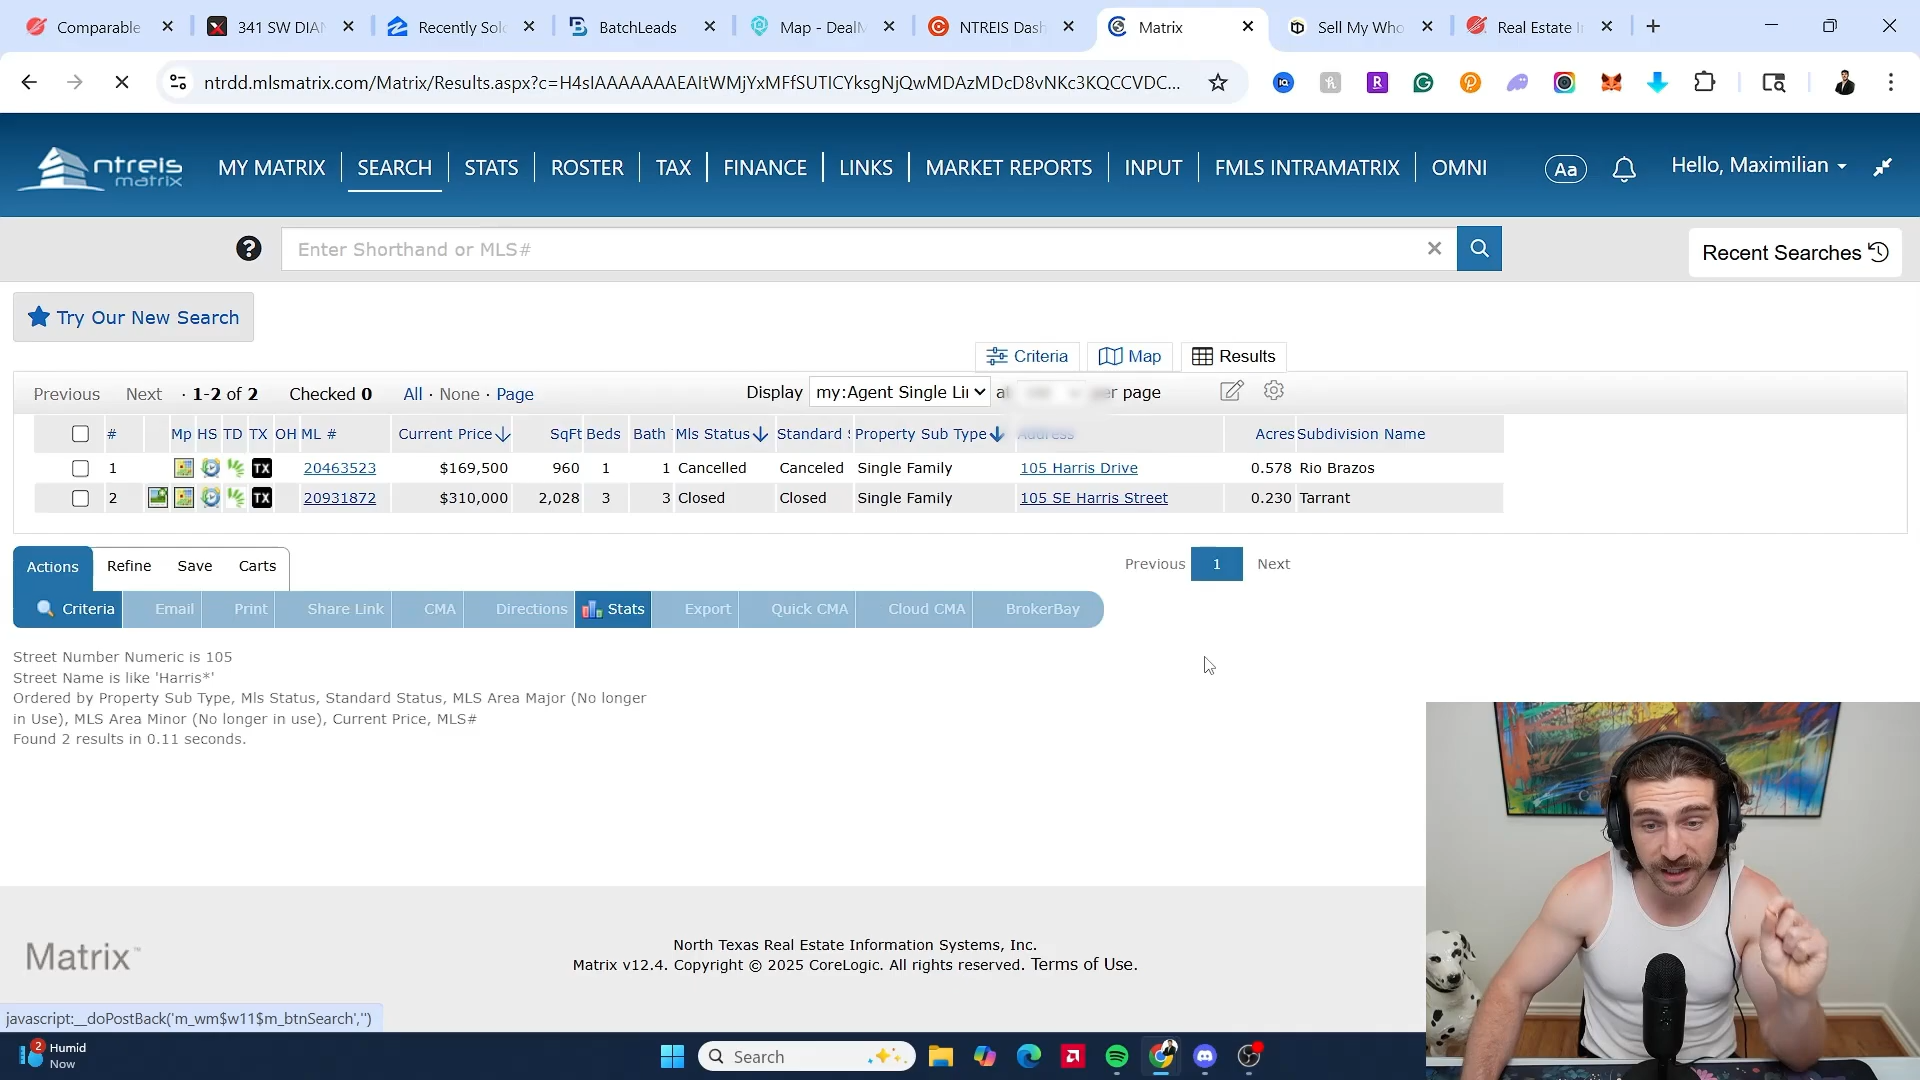 Comparable
341 SW DIAN
Recently Solo
BatchLeads
Map - DealM
NTREIS Dash
Matrix
Sell My Who
Real Estate I
ntrdd.mlsmatrix.com/Matrix/Results.aspx?c=H4sIAAAAAAAEAItWMjYxMFfSUTICYksgNjQwMDAzMDcD8vNKc3KQCCVDC...
ntreis matrix
MY MATRIX SEARCH STATS ROSTER TAX FINANCE LINKS MARKET REPORTS INPUT FMLS INTRAMATRIX OMNI
Aa
Hello, Maximilian
Enter Shorthand or MLS#
Recent Searches
Try Our New Search
Criteria Map Results
Previous Next · 1-2 of 2 Checked 0 All · None · Page
Display my:Agent Single Li at per page
# Mp HS TD TX OH ML # Current Price SqFt Beds Bath Mls Status Standard Property Sub Type Address Acres Subdivision Name
1 TX 20463523 $169,500 960 1 1 Cancelled Canceled Single Family 105 Harris Drive 0.578 Rio Brazos
2 TX 20931872 $310,000 2,028 3 3 Closed Closed Single Family 105 SE Harris Street 0.230 Tarrant
Actions Refine Save Carts
Previous 1 Next
Criteria Email Print Share Link CMA Directions Stats Export Quick CMA Cloud CMA BrokerBay
Street Number Numeric is 105
Street Name is like 'Harris*'
Ordered by Property Sub Type, Mls Status, Standard Status, MLS Area Major (No longer
in Use), MLS Area Minor (No longer in use), Current Price, MLS#
Found 2 results in 0.11 seconds.
Matrix™
North Texas Real Estate Information Systems, Inc.
Matrix v12.4. Copyright © 2025 CoreLogic. All rights reserved. Terms of Use.
javascript:__doPostBack('m_wm$w11$m_btnSearch','')
2
Humid
Now
Search